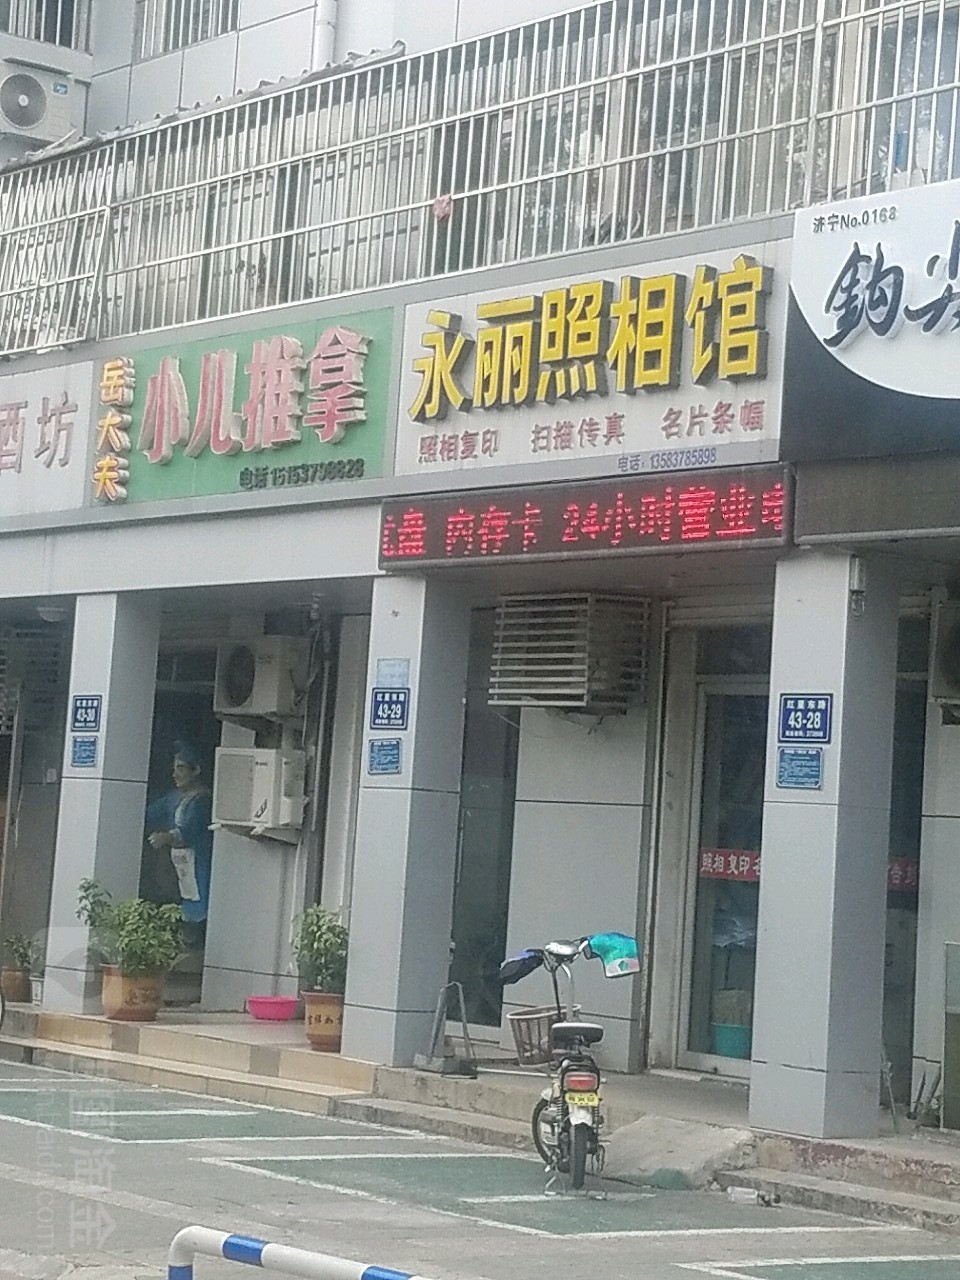 济宁No.0168
钩尖
永丽照相馆
照相复印 扫描传真 名片条幅
电话：13583785898
岳大夫
小儿推拿
电话15153798628
酒坊
盘 内存卡 24小时营业
红星东路
43-30
红星东路
43-29
红星东路
43-28
照相复印